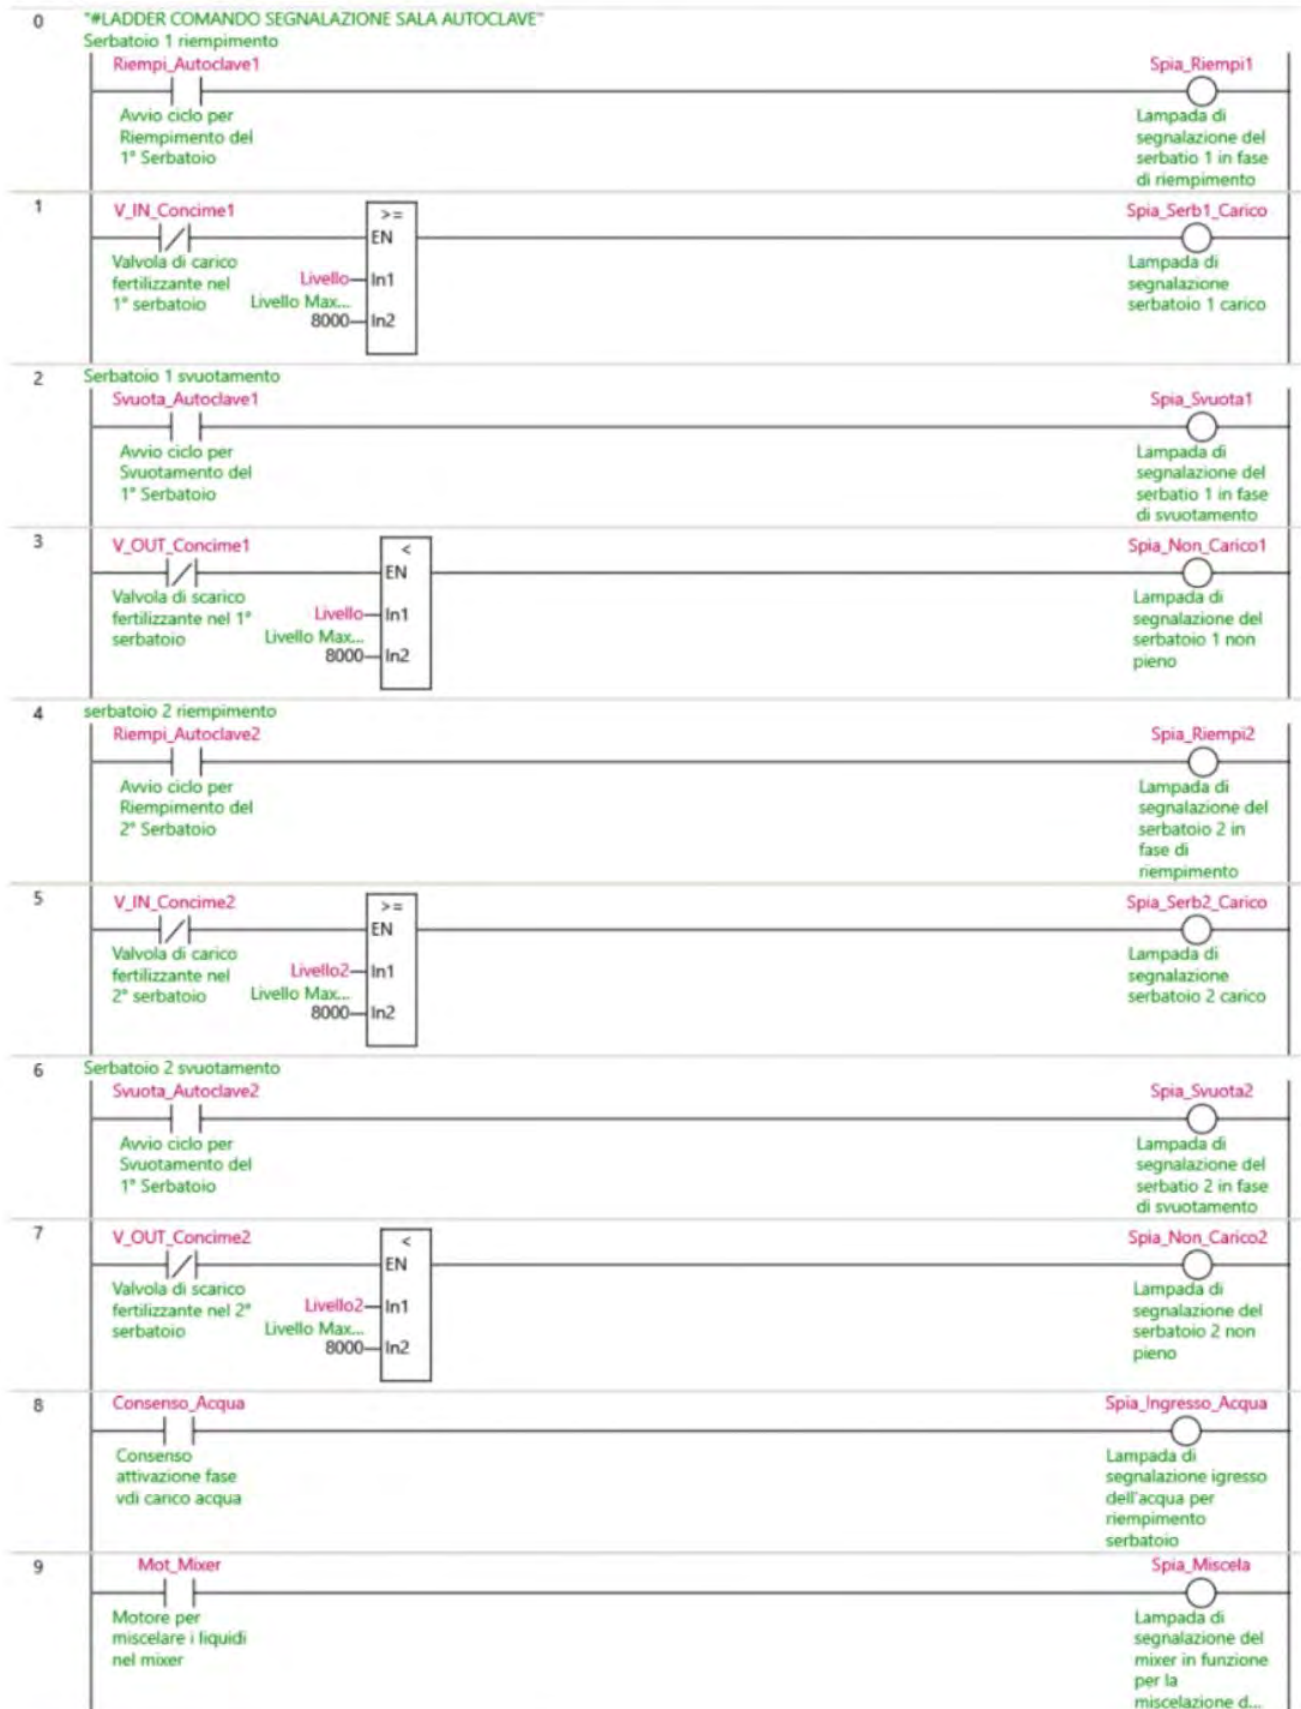 0
"#LADDER COMANDO SEGNALAZIONE SALA AUTOCLAVE"
Serbatoio 1 riempimento
Riempi_Autoclave1
Spia_Riempi1
Avvio ciclo per
Riempimento del
1° Serbatoio
Lampada di
segnalazione del
serbatio 1 in fase
di riempimento
1
V_IN_Concime1
>=
EN
Spia_Serb1_Carico
Valvola di carico
fertilizzante nel
1° serbatoio
Livello
In1
Livello Max...
8000
In2
Lampada di
segnalazione
serbatoio 1 carico
2
Serbatoio 1 svuotamento
Svuota_Autoclave1
Spia_Svuota1
Avvio ciclo per
Svuotamento del
1° Serbatoio
Lampada di
segnalazione del
serbatio 1 in fase
di svuotamento
3
V_OUT_Concime1
<
EN
Spia_Non_Carico1
Valvola di scarico
fertilizzante nel 1°
serbatoio
Livello
In1
Livello Max...
8000
In2
Lampada di
segnalazione del
serbatoio 1 non
pieno
4
serbatoio 2 riempimento
Riempi_Autoclave2
Spia_Riempi2
Avvio ciclo per
Riempimento del
2° Serbatoio
Lampada di
segnalazione del
serbatoio 2 in
fase di
riempimento
5
V_IN_Concime2
>=
EN
Spia_Serb2_Carico
Valvola di carico
fertilizzante nel
2° serbatoio
Livello2
In1
Livello Max...
8000
In2
Lampada di
segnalazione
serbatoio 2 carico
6
Serbatoio 2 svuotamento
Svuota_Autoclave2
Spia_Svuota2
Avvio ciclo per
Svuotamento del
1° Serbatoio
Lampada di
segnalazione del
serbatio 2 in fase
di svuotamento
7
V_OUT_Concime2
<
EN
Spia_Non_Carico2
Valvola di scarico
fertilizzante nel 2°
serbatoio
Livello2
In1
Livello Max...
8000
In2
Lampada di
segnalazione del
serbatoio 2 non
pieno
8
Consenso_Acqua
Spia_Ingresso_Acqua
Consenso
attivazione fase
vdi carico acqua
Lampada di
segnalazione igresso
dell'acqua per
riempimento
serbatoio
9
Mot_Mixer
Spia_Miscela
Motore per
miscelare i liquidi
nel mixer
Lampada di
segnalazione del
mixer in funzione
per la
miscelazione d...